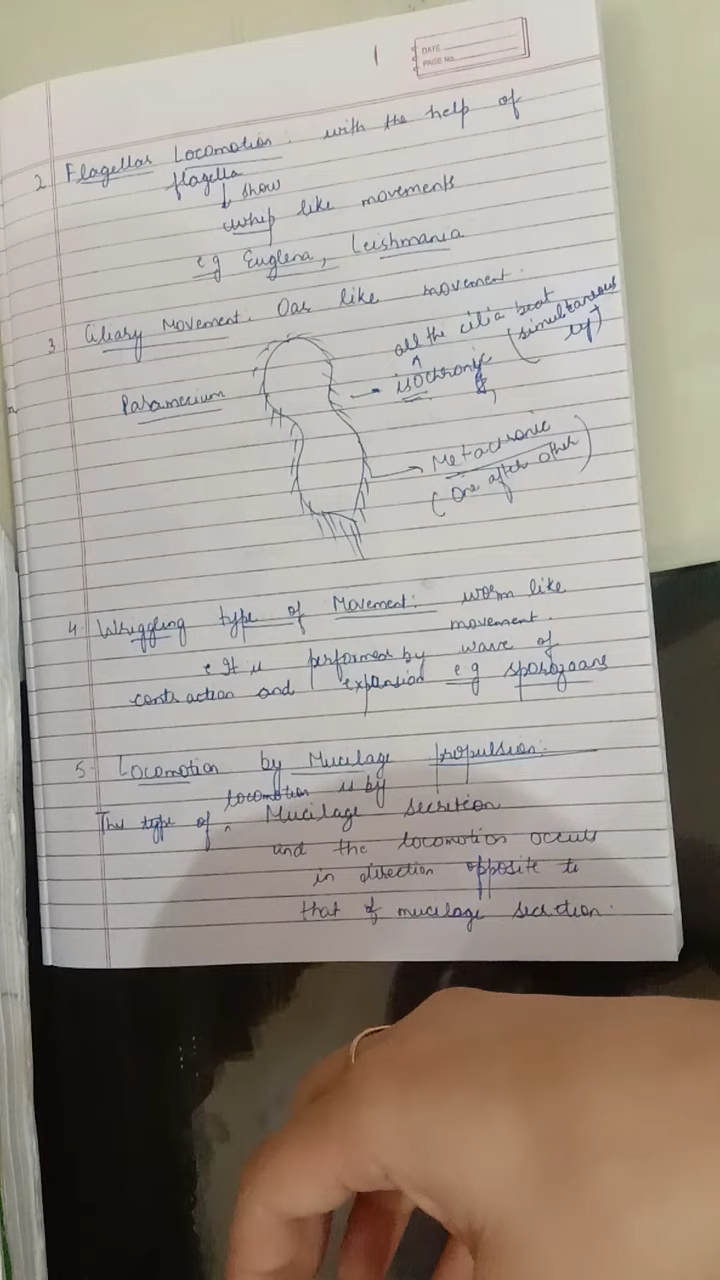 1
DATE
PAGE No.
2 Flagellar Locomotion: with the help of
flagella
↓ show
whip like movements
eg Euglena, Leishmania
3 Ciliary Movement. Oar like movement.
all the cilia beat
(simultaneously)
isochronic
Paramecium
Metachronic
(One after other)
4. Wriggling type of Movement: worm like
movement.
It is performed by wave of
contraction and expansion eg sporozoans
5. Locomotion by Mucilage propulsion:
This type of locomotion is by
Mucilage secretion
and the locomotion occurs
in direction opposite to
that of mucilage secretion.